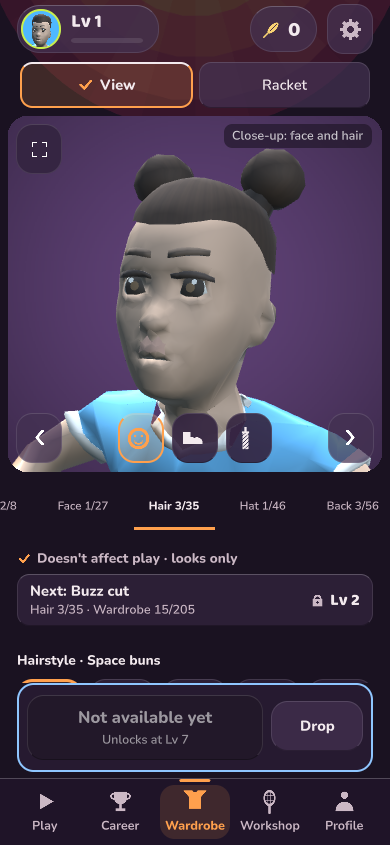 Lv 1
0
View
Racket
Close-up: face and hair
2/8
Face 1/27
Hair 3/35
Hat 1/46
Back 3/56
Doesn't affect play · looks only
Next: Buzz cut
Hair 3/35 · Wardrobe 15/205
Lv 2
Hairstyle · Space buns
Not available yet
Unlocks at Lv 7
Drop
Play
Career
Wardrobe
Workshop
Profile